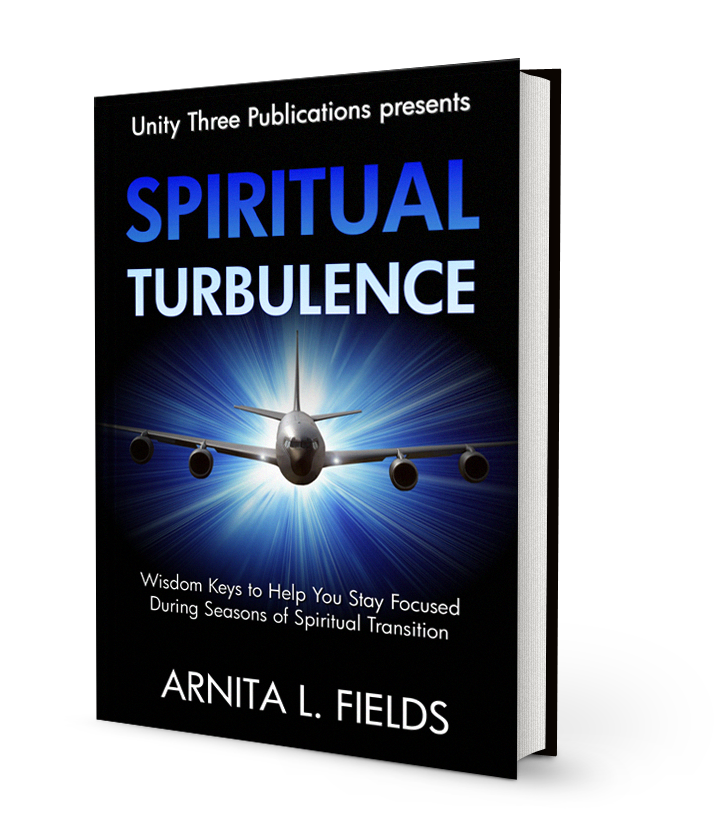 Unity Three Publications presents
SPIRITUAL
TURBULENCE
Wisdom Keys to Help You Stay Focused
During Seasons of Spiritual Transition
ARNITA L. FIELDS